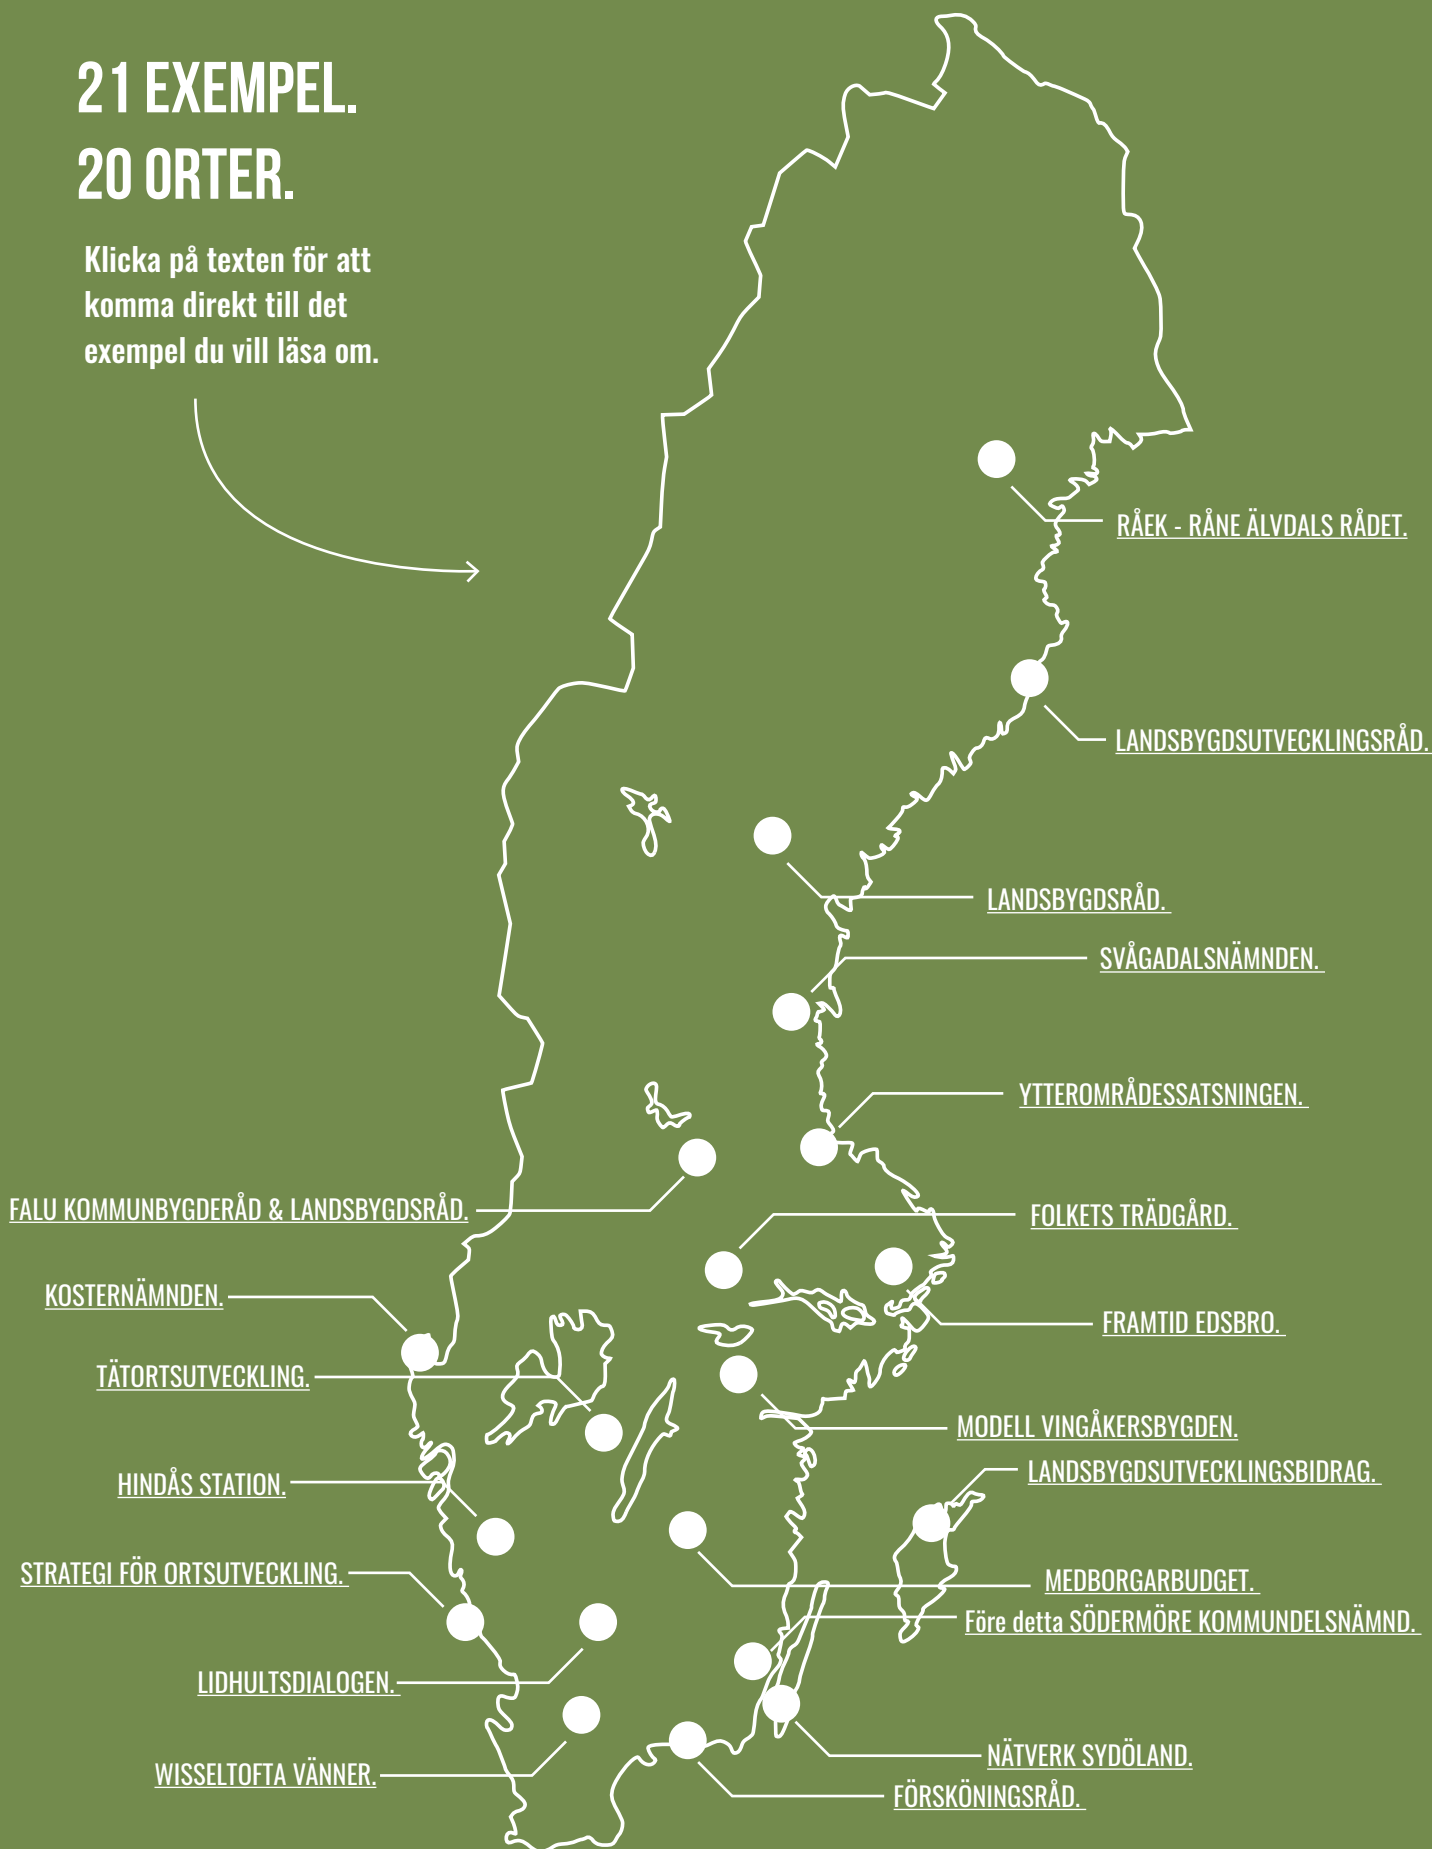 21 EXEMPEL.
20 ORTER.
Klicka på texten för att
komma direkt till det
exempel du vill läsa om.
RÅEK - RÅNE ÄLVDALS RÅDET.
LANDSBYGDSUTVECKLINGSRÅD.
LANDSBYGDSRÅD.
SVÅGADALSNÄMNDEN.
YTTEROMRÅDESSATSNINGEN.
FALU KOMMUNBYGDERÅD & LANDSBYGDSRÅD.
FOLKETS TRÄDGÅRD.
KOSTERNÄMNDEN.
FRAMTID EDSBRO.
TÄTORTSUTVECKLING.
MODELL VINGÅKERSBYGDEN.
LANDSBYGDSUTVECKLINGSBIDRAG.
HINDÅS STATION.
STRATEGI FÖR ORTSUTVECKLING.
MEDBORGARBUDGET.
Före detta SÖDERMÖRE KOMMUNDELSNÄMND.
LIDHULTSDIALOGEN.
NÄTVERK SYDÖLAND.
WISSELTOFTA VÄNNER.
FÖRSKÖNINGSRÅD.